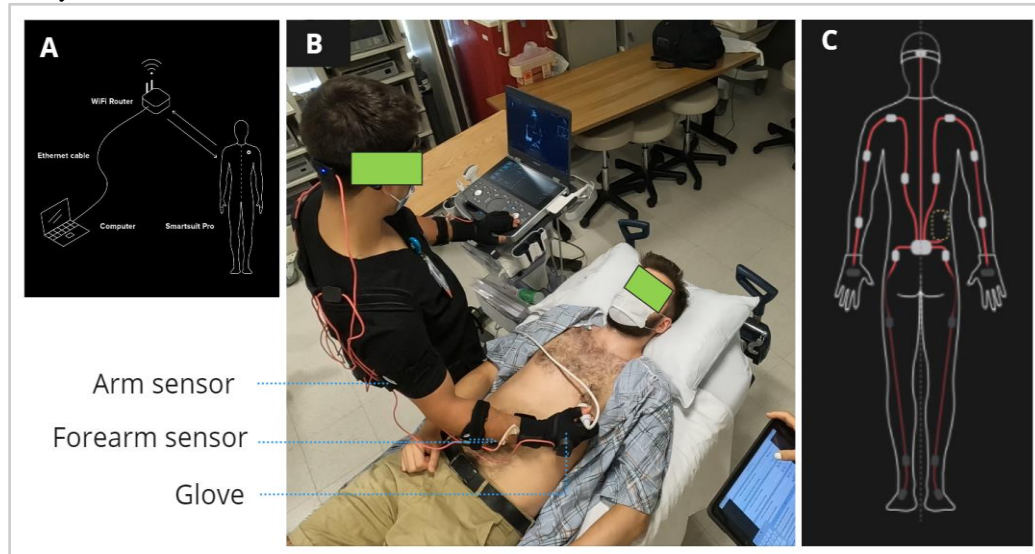 A
WiFi Router
Ethernet cable
Computer
Smartsuit Pro
B
C
Arm sensor
Forearm sensor
Glove